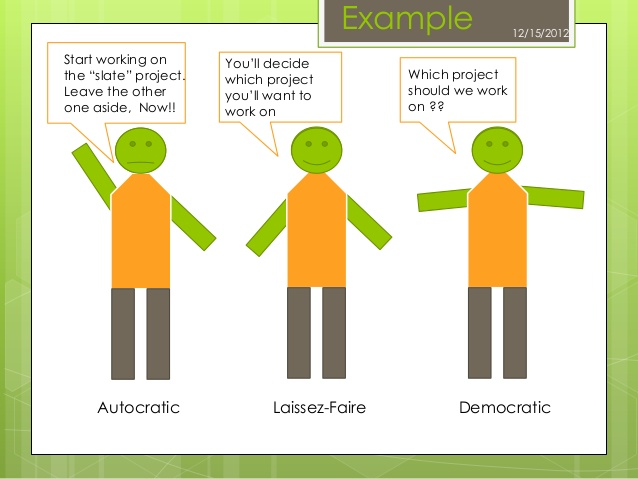 Example
12/15/2012
Start working on
the “slate” project.
Leave the other
one aside,  Now!!
You’ll decide
which project
you’ll want to
work on
Which project
should we work
on ??
Autocratic
Laissez-Faire
Democratic